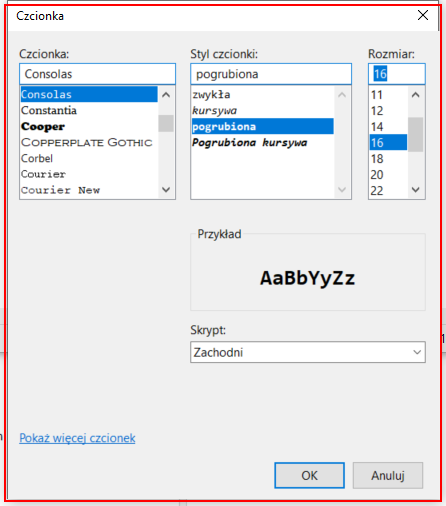 Czcionka
Czcionka:
Consolas
Consolas
Constantia
Cooper
Copperplate Gothic
Corbel
Courier
Courier New
Styl czcionki:
pogrubiona
zwykła
kursywa
pogrubiona
Pogrubiona kursywa
Rozmiar:
16
11
12
14
16
18
20
22
Przykład
AaBbYyZz
Skrypt:
Zachodni
Pokaż więcej czcionek
OK
Anuluj